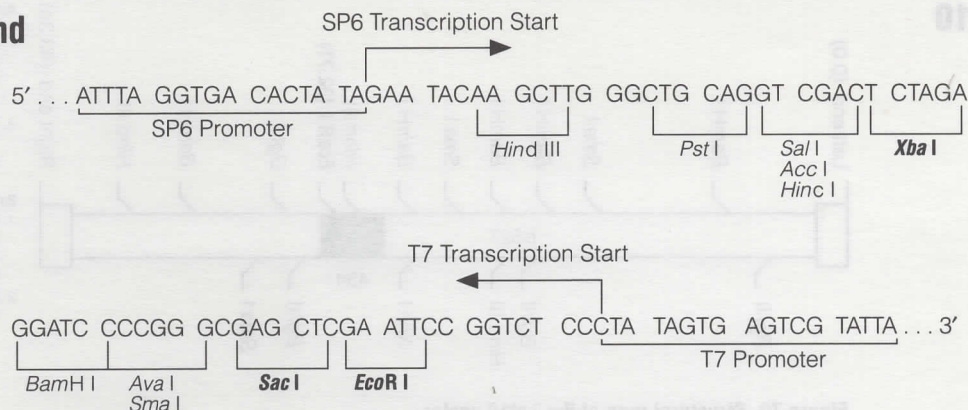 nd
SP6 Transcription Start
5′ . . . ATTTA GGTGA CACTA TAGAA TACAA GCTTG GGCTG CAGGT CGACT CTAGA
SP6 Promoter
Hind III Pst I Sal I Xba I
Acc I
Hinc I
T7 Transcription Start
GGATC CCCGG GCGAG CTCGA ATTCC GGTCT CCCTA TAGTG AGTCG TATTA . . . 3′
T7 Promoter
BamH I Ava I Sac I EcoR I
Sma I